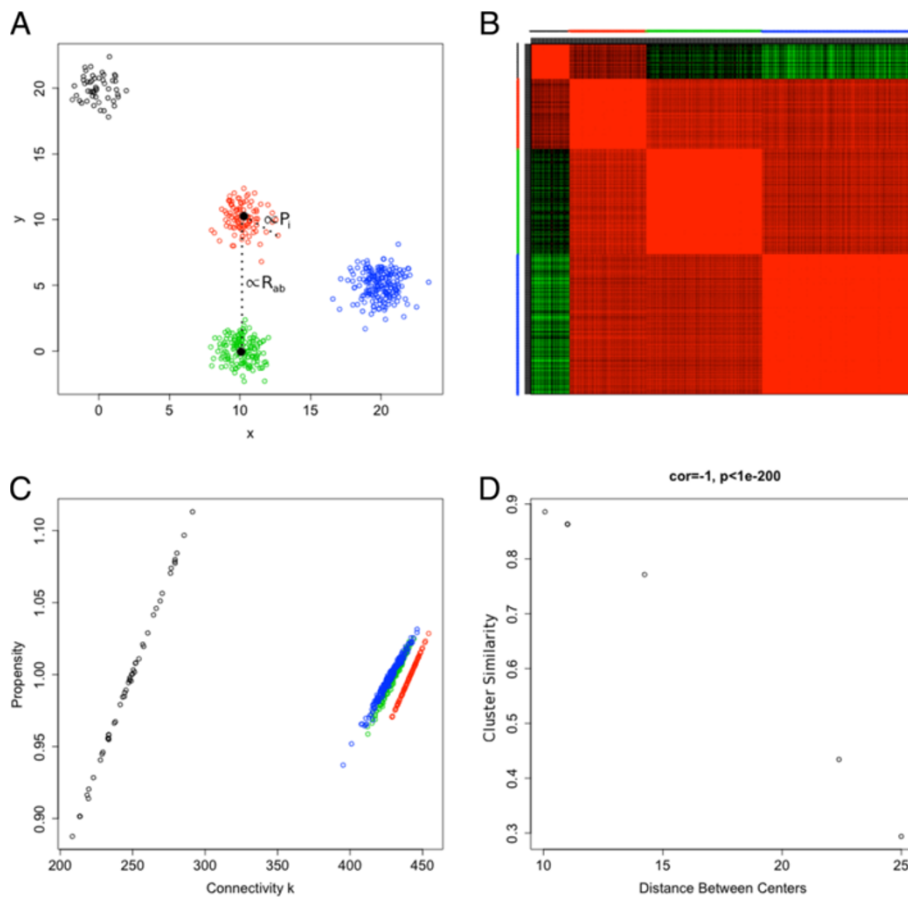 A
y
20
15
10
5
0
∝Pi
∝Rab
0 5 10 15 20
x
B
C
Propensity
1.10
1.05
1.00
0.95
0.90
200 250 300 350 400 450
Connectivity k
D
cor=-1, p<1e-200
Cluster Similarity
0.9
0.8
0.7
0.6
0.5
0.4
0.3
10 15 20 25
Distance Between Centers